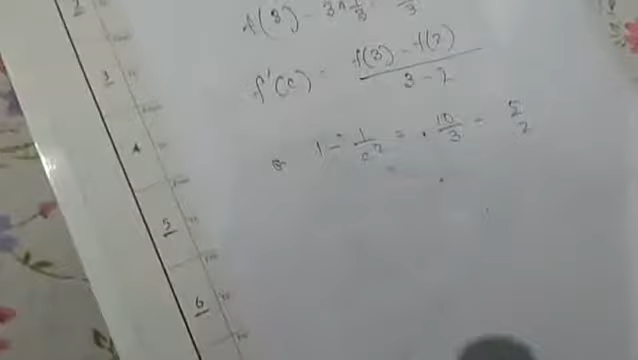 f(3) = 3 + 1/3 = /3
f'(c) = f(3) - f(2) / 3 - 2
1 - 1/c² = 10/3 - 5/2
2
3
4
5
6